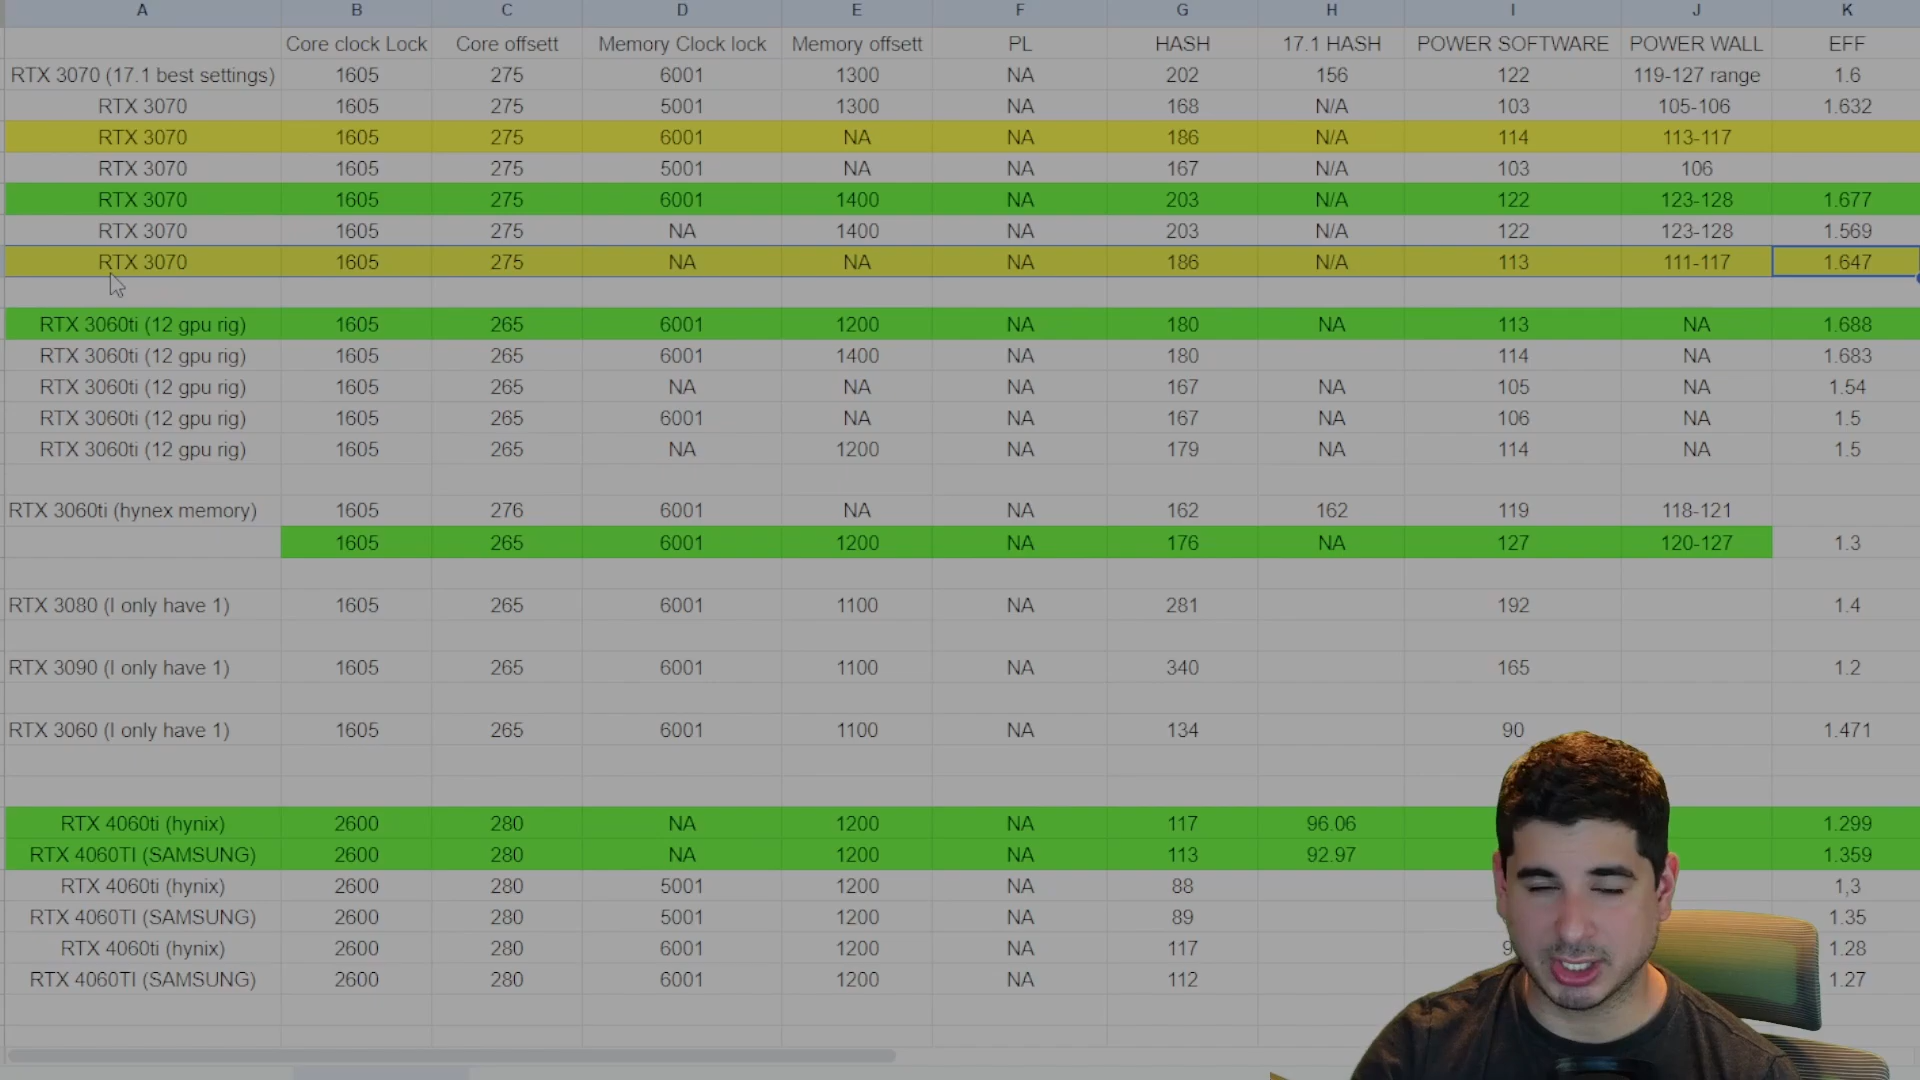 A B C D E F G H I J K
Core clock Lock Core offsett Memory Clock lock Memory offsett PL HASH 17.1 HASH POWER SOFTWARE POWER WALL EFF
RTX 3070 (17.1 best settings) 1605 275 6001 1300 NA 202 156 122 119-127 range 1.6
RTX 3070 1605 275 5001 1300 NA 168 N/A 103 105-106 1.632
RTX 3070 1605 275 6001 NA NA 186 N/A 114 113-117
RTX 3070 1605 275 5001 NA NA 167 N/A 103 106
RTX 3070 1605 275 6001 1400 NA 203 N/A 122 123-128 1.677
RTX 3070 1605 275 NA 1400 NA 203 N/A 122 123-128 1.569
RTX 3070 1605 275 NA NA NA 186 N/A 113 111-117 1.647
RTX 3060ti (12 gpu rig) 1605 265 6001 1200 NA 180 NA 113 NA 1.688
RTX 3060ti (12 gpu rig) 1605 265 6001 1400 NA 180 114 NA 1.683
RTX 3060ti (12 gpu rig) 1605 265 NA NA NA 167 NA 105 NA 1.54
RTX 3060ti (12 gpu rig) 1605 265 6001 NA NA 167 NA 106 NA 1.5
RTX 3060ti (12 gpu rig) 1605 265 NA 1200 NA 179 NA 114 NA 1.5
RTX 3060ti (hynex memory) 1605 276 6001 NA NA 162 162 119 118-121
1605 265 6001 1200 NA 176 NA 127 120-127 1.3
RTX 3080 (I only have 1) 1605 265 6001 1100 NA 281 192 1.4
RTX 3090 (I only have 1) 1605 265 6001 1100 NA 340 165 1.2
RTX 3060 (I only have 1) 1605 265 6001 1100 NA 134 90 1.471
RTX 4060ti (hynix) 2600 280 NA 1200 NA 117 96.06 1.299
RTX 4060TI (SAMSUNG) 2600 280 NA 1200 NA 113 92.97 1.359
RTX 4060ti (hynix) 2600 280 5001 1200 NA 88 1,3
RTX 4060TI (SAMSUNG) 2600 280 5001 1200 NA 89 1.35
RTX 4060ti (hynix) 2600 280 6001 1200 NA 117 1.28
RTX 4060TI (SAMSUNG) 2600 280 6001 1200 NA 112 1.27